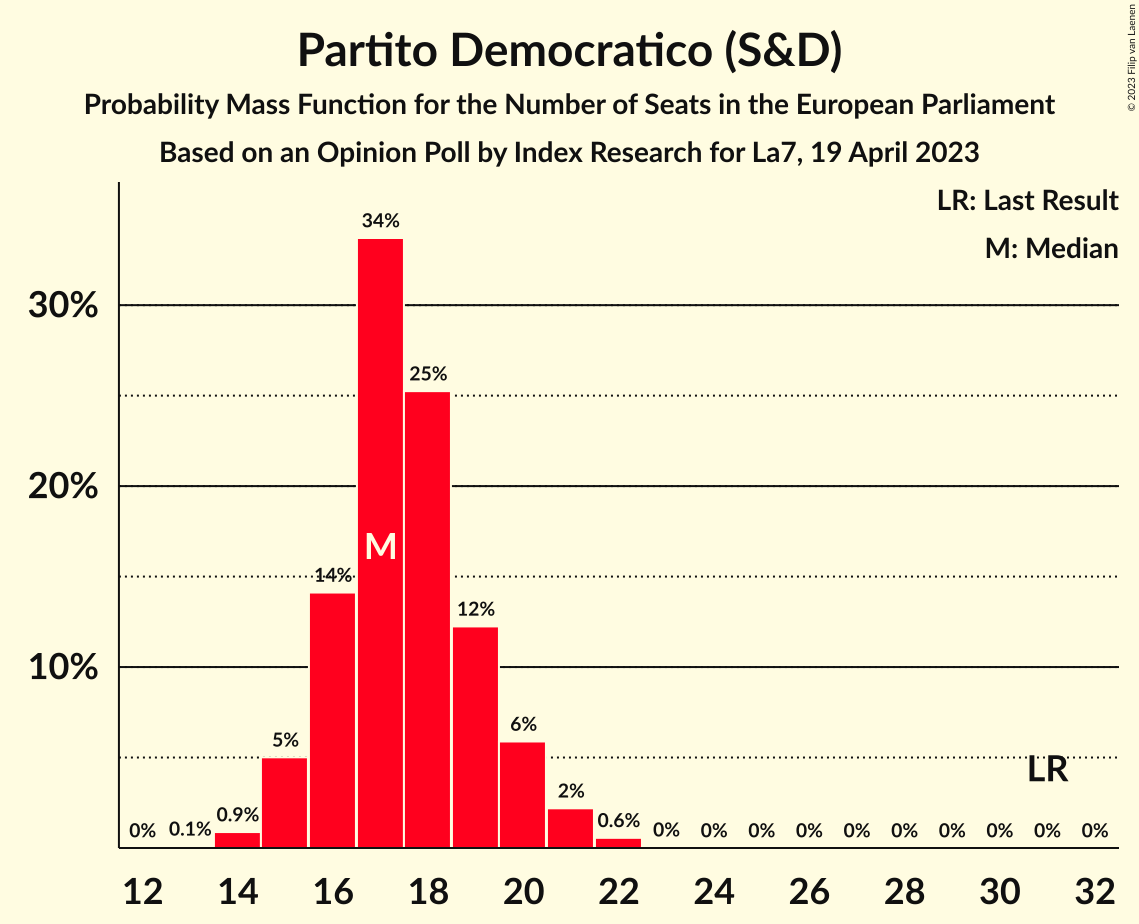 Partito Democratico (S&D)
Probability Mass Function for the Number of Seats in the European Parliament
Based on an Opinion Poll by Index Research for La7, 19 April 2023
© 2023 Filip van Laenen
LR: Last Result
M: Median
34%
30%
25%
20%
M
14%
12%
10%
6%
5%
2%
LR
0% 0.1% 0.9% 0.6% 0% 0% 0% 0% 0% 0% 0% 0% 0% 0%
12 14 16 18 20 22 24 26 28 30 32